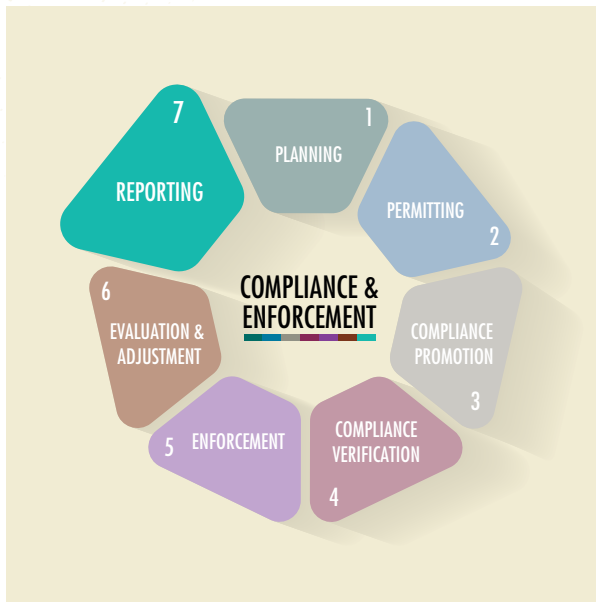 7
REPORTING
1
PLANNING
PERMITTING
2
COMPLIANCE
PROMOTION
3
COMPLIANCE
VERIFICATION
4
5
ENFORCEMENT
6
EVALUATION &
ADJUSTMENT
COMPLIANCE &
ENFORCEMENT